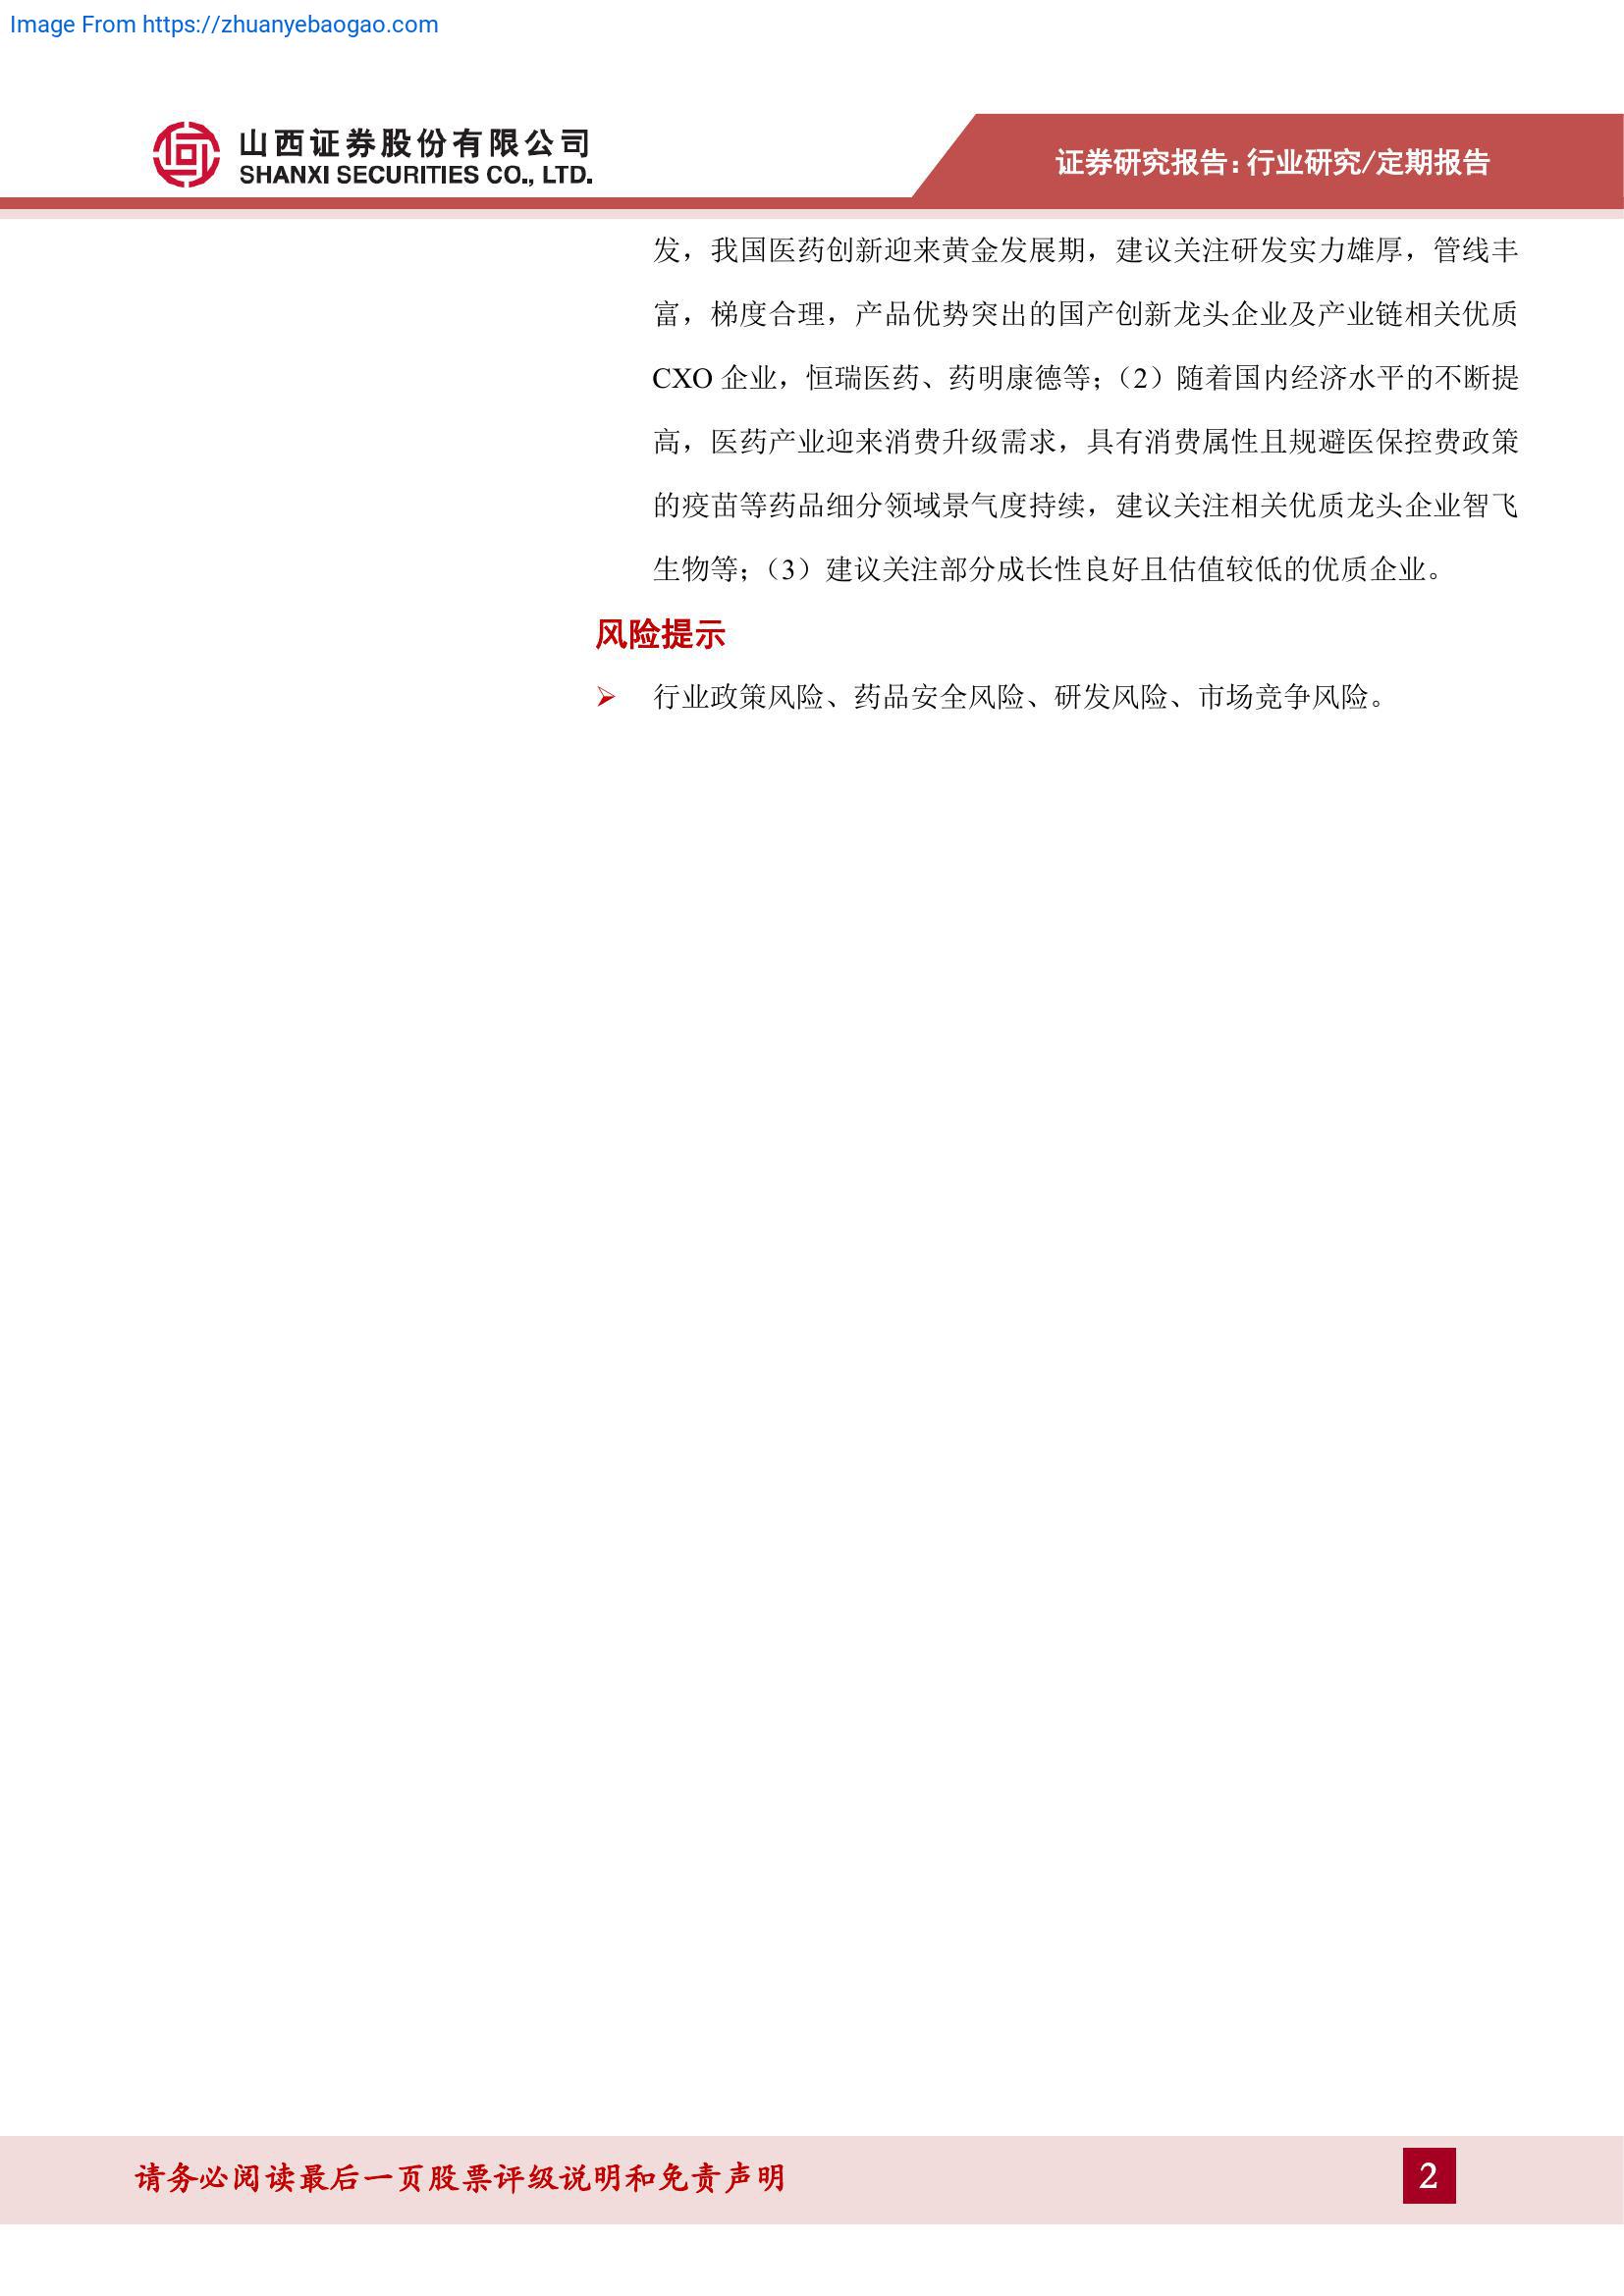 Image From https://zhuanyebaogao.com
山西证券股份有限公司
SHANXI SECURITIES CO., LTD.
证券研究报告：行业研究/定期报告
发，我国医药创新迎来黄金发展期，建议关注研发实力雄厚，管线丰
富，梯度合理，产品优势突出的国产创新龙头企业及产业链相关优质
CXO 企业，恒瑞医药、药明康德等；（2）随着国内经济水平的不断提
高，医药产业迎来消费升级需求，具有消费属性且规避医保控费政策
的疫苗等药品细分领域景气度持续，建议关注相关优质龙头企业智飞
生物等；（3）建议关注部分成长性良好且估值较低的优质企业。
风险提示
➢ 行业政策风险、药品安全风险、研发风险、市场竞争风险。
请务必阅读最后一页股票评级说明和免责声明
2